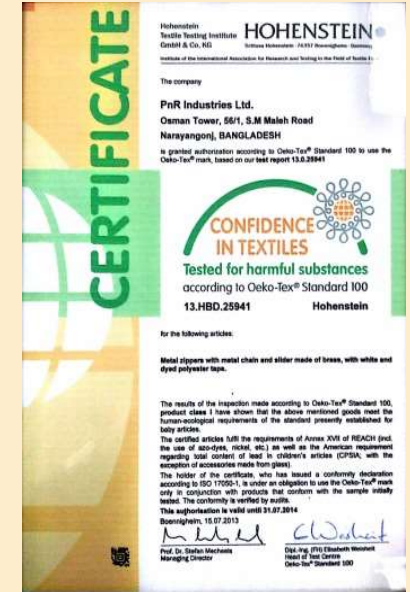 CERTIFICATE
Hohenstein
Textile Testing Institute
GmbH & Co. KG
HOHENSTEIN
Schloss Hohenstein · 74357 Boennigheim · Germany
Institute of the International Association for Research and Testing in the Field of Textile
The company
PnR Industries Ltd.
Osman Tower, 56/1, S.M Maleh Road
Narayangonj, BANGLADESH
is granted authorization according to Oeko-Tex® Standard 100 to use the
Oeko-Tex® mark, based on our test report 13.0.25941
CONFIDENCE
IN TEXTILES
Tested for harmful substances
according to Oeko-Tex® Standard 100
13.HBD.25941 Hohenstein
for the following articles:
Metal zippers with metal chain and slider made of brass, with white and
dyed polyester tape.
The results of the inspection made according to Oeko-Tex® Standard 100,
product class I have shown that the above mentioned goods meet the
human-ecological requirements of the standard presently established for
baby articles.
The certified articles fulfil the requirements of Annex XVII of REACH (incl.
the use of azo-dyes, nickel, etc.) as well as the American requirement
regarding total content of lead in children's articles (CPSIA; with the
exception of accessories made from glass).
The holder of the certificate, who has issued a conformity declaration
according to ISO 17050-1, is under an obligation to use the Oeko-Tex® mark
only in conjunction with products that conform with the sample initially
tested. The conformity is verified by audits.
This authorisation is valid until 31.07.2014
Boennigheim, 15.07.2013
Prof. Dr. Stefan Mecheels
Managing Director
Dipl.-Ing. (FH) Elisabeth Weisheit
Head of Test Centre
Oeko-Tex® Standard 100